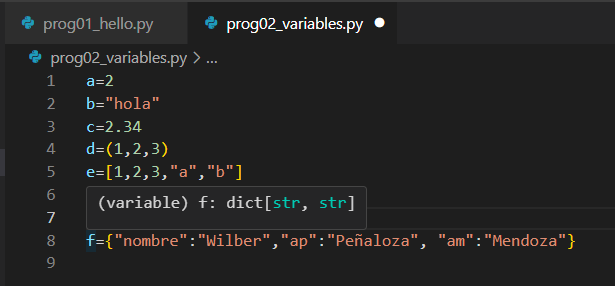 prog01_hello.py
prog02_variables.py
prog02_variables.py > ...
1 a=2
2 b="hola"
3 c=2.34
4 d=(1,2,3)
5 e=[1,2,3,"a","b"]
6
(variable) f: dict[str, str]
7
8 f={"nombre":"Wilber","ap":"Peñaloza", "am":"Mendoza"}
9